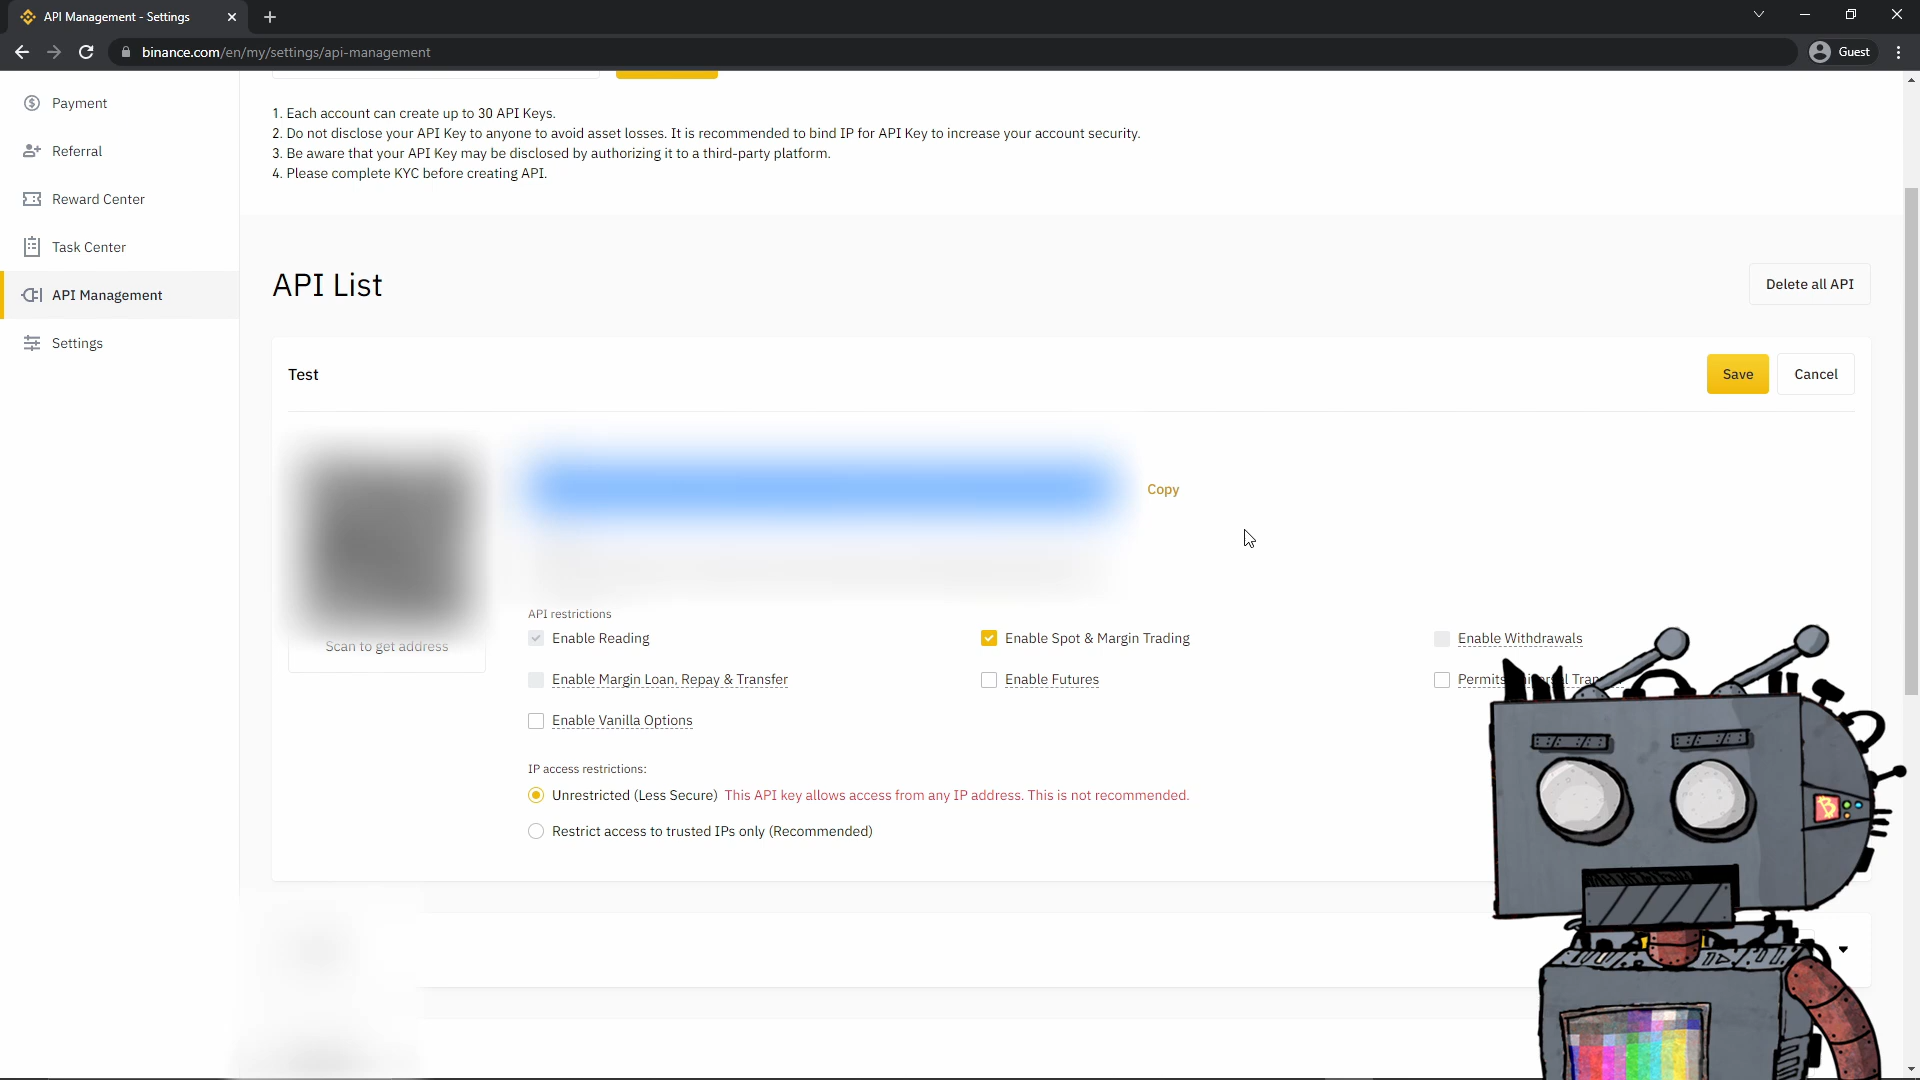 API Management - Settings
binance.com/en/my/settings/api-management
Guest
Payment
Referral
Reward Center
Task Center
API Management
Settings
1. Each account can create up to 30 API Keys.
2. Do not disclose your API Key to anyone to avoid asset losses. It is recommended to bind IP for API Key to increase your account security.
3. Be aware that your API Key may be disclosed by authorizing it to a third-party platform.
4. Please complete KYC before creating API.
API List
Delete all API
Test
Save
Cancel
Copy
Scan to get address
API restrictions
Enable Reading
Enable Spot & Margin Trading
Enable Withdrawals
Enable Margin Loan, Repay & Transfer
Enable Futures
Permits
Enable Vanilla Options
IP access restrictions:
Unrestricted (Less Secure) This API key allows access from any IP address. This is not recommended.
Restrict access to trusted IPs only (Recommended)